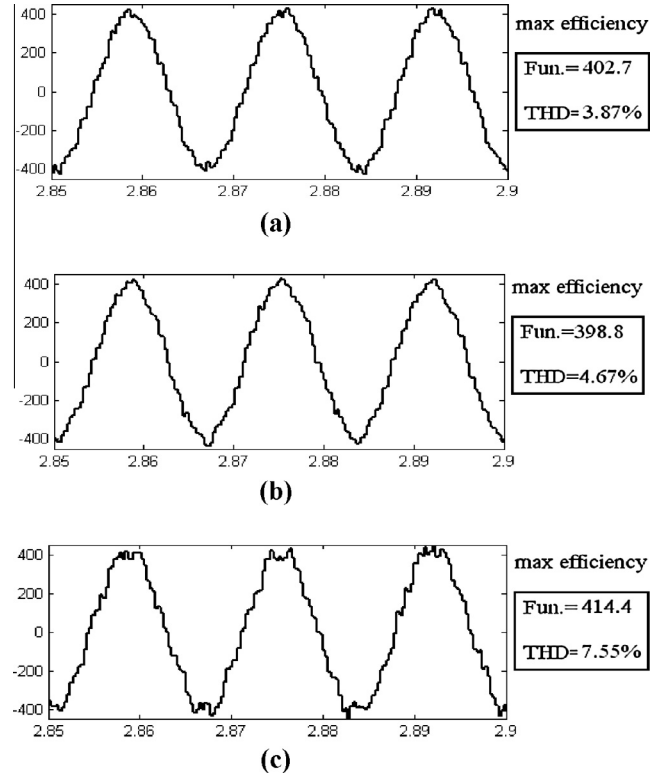 400
200
0
-200
-400
2.85 2.86 2.87 2.88 2.89 2.9
max efficiency
Fun.= 402.7
THD= 3.87%
(a)
400
200
0
-200
-400
2.85 2.86 2.87 2.88 2.89 2.9
max efficiency
Fun.=398.8
THD=4.67%
(b)
400
200
0
-200
-400
2.85 2.86 2.87 2.88 2.89 2.9
max efficiency
Fun.= 414.4
THD=7.55%
(c)